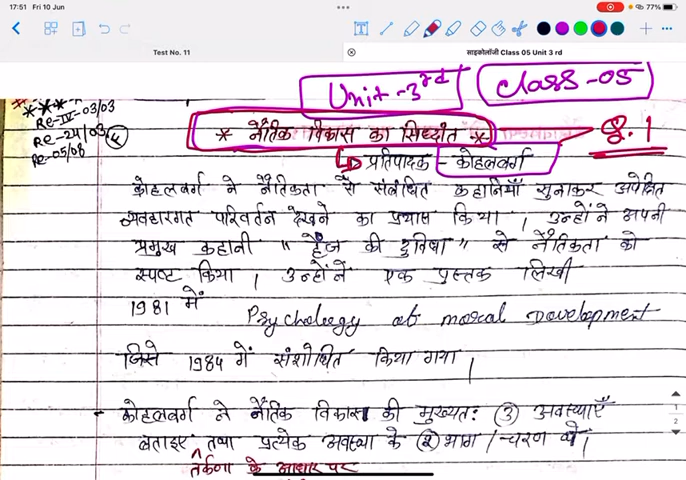 17:51 Fri 10 Jun
77%
Test No. 11
साइकोलॉजी Class 05 Unit 3 rd
Unit-3rd
Class-05
Re-IV-03/03
Re-24/03
Re-05/08
* नैतिक विकास का सिध्दांत *
Q.1
प्रतिपादक - कोहलबर्ग
कोहलबर्ग ने नैतिकता से संबंधित कहानियाँ सुनाकर अपेक्षित
व्यवहारगत परिवर्तन देखने का प्रयास किया , उन्होंने अपनी
प्रमुख कहानी " हैंज की दुविधा " से नैतिकता को
स्पष्ट किया , उन्होंनें एक पुस्तक लिखी
1981 में Psychology of moral Development
जिसे 1984 में संशोधित किया गया |
- कोहलबर्ग ने नैतिक विकास की मुख्यतः ③ अवस्थाएँ
बताइए तथा प्रत्येक अवस्था के ② भाग / चरण थे |
तर्कणा के आधार पर